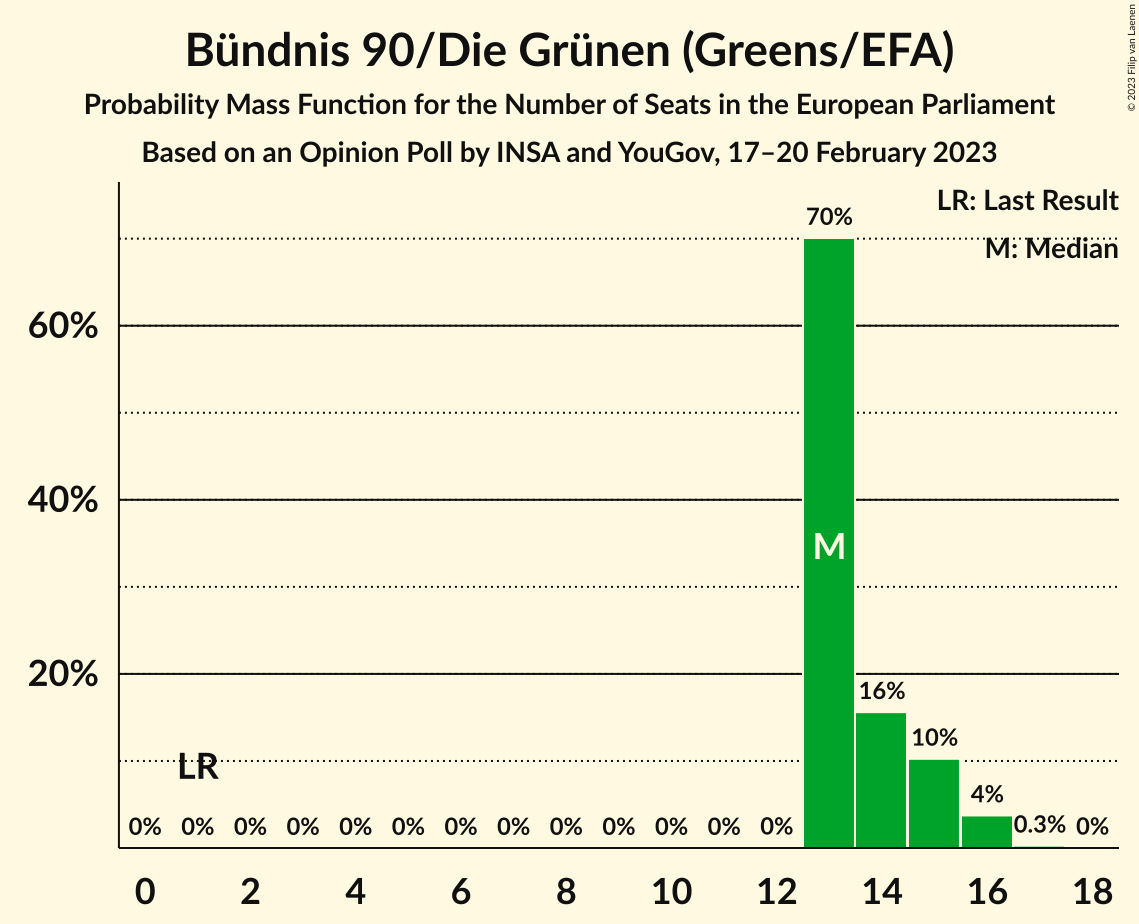 Bündnis 90/Die Grünen (Greens/EFA)
Probability Mass Function for the Number of Seats in the European Parliament
Based on an Opinion Poll by INSA and YouGov, 17–20 February 2023
© 2023 Filip van Laenen
LR: Last Result
M: Median
70%
60%
40%
M
20%
16%
10%
LR
4%
0% 0% 0% 0% 0% 0% 0% 0% 0% 0% 0% 0% 0% 0.3% 0%
0 2 4 6 8 10 12 14 16 18